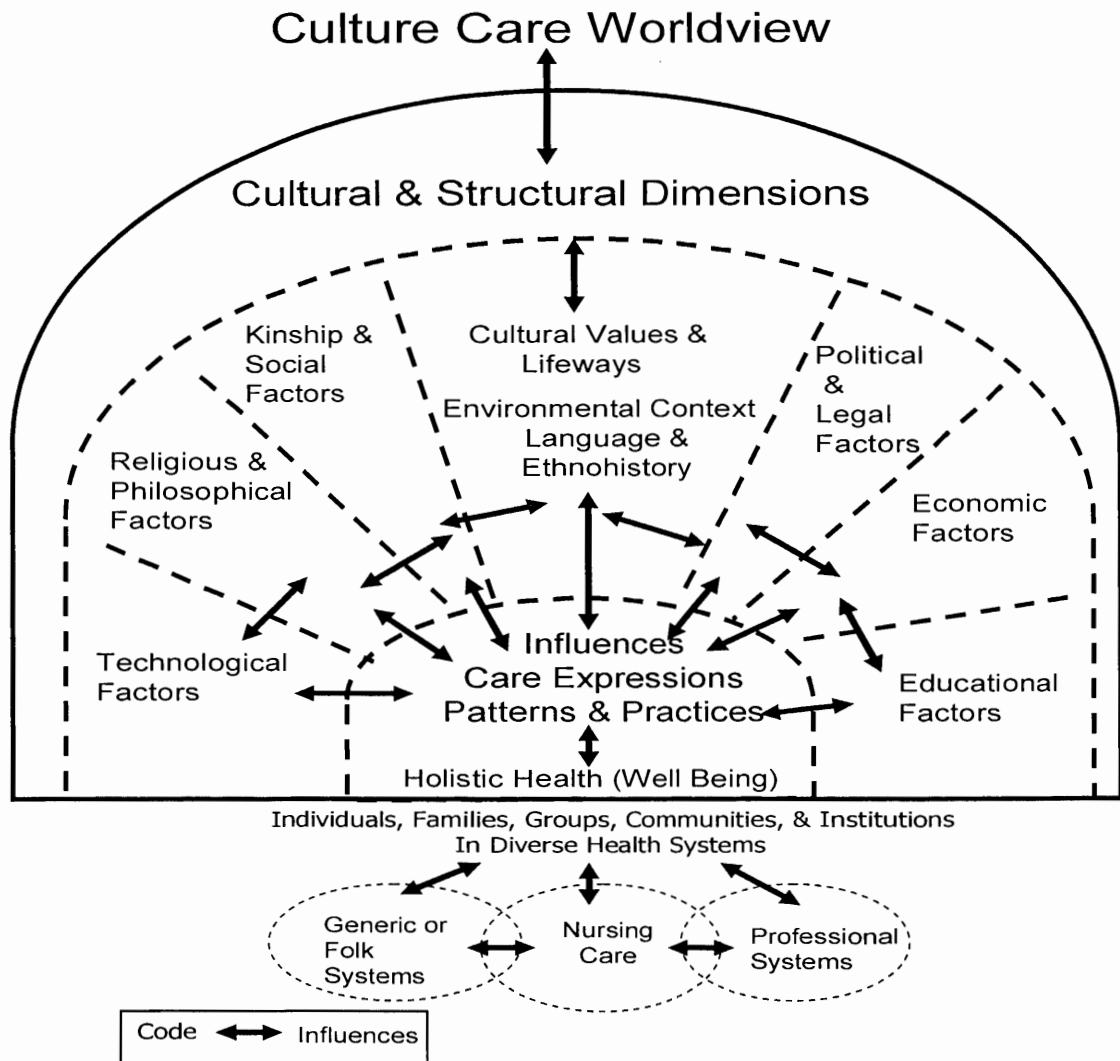 Culture Care Worldview
Cultural & Structural Dimensions
Kinship &
Social
Factors
Cultural Values &
Lifeways
Environmental Context
Language &
Ethnohistory
Political
&
Legal
Factors
Religious &
Philosophical
Factors
Economic
Factors
Technological
Factors
Influences
Care Expressions
Patterns & Practices
Educational
Factors
Holistic Health (Well Being)
Individuals, Families, Groups, Communities, & Institutions
In Diverse Health Systems
Generic or
Folk
Systems
Nursing
Care
Professional
Systems
Code Influences